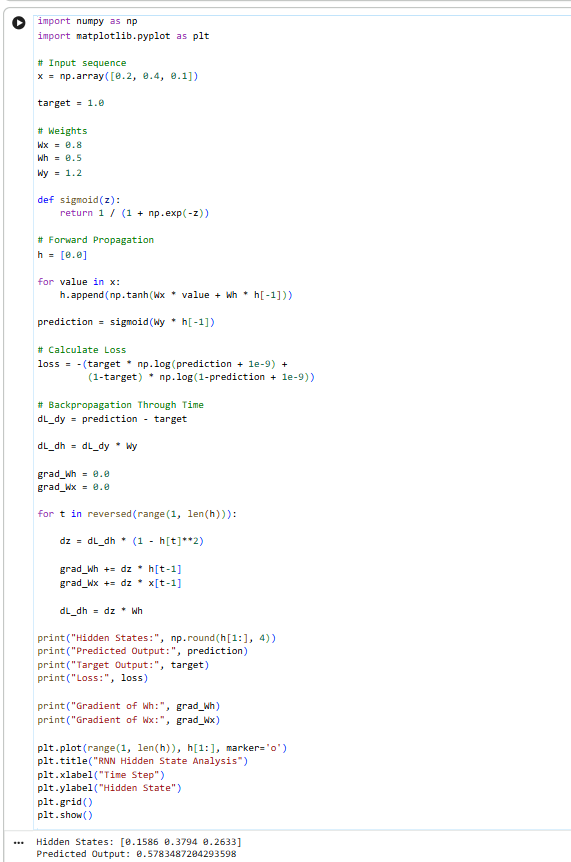 import numpy as np
import matplotlib.pyplot as plt
# Input sequence
x = np.array([0.2, 0.4, 0.1])
target = 1.0
# Weights
Wx = 0.8
Wh = 0.5
Wy = 1.2
def sigmoid(z):
    return 1 / (1 + np.exp(-z))
# Forward Propagation
h = [0.0]
for value in x:
    h.append(np.tanh(Wx * value + Wh * h[-1]))
prediction = sigmoid(Wy * h[-1])
# Calculate Loss
loss = -(target * np.log(prediction + 1e-9) +
         (1-target) * np.log(1-prediction + 1e-9))
# Backpropagation Through Time
dL_dy = prediction - target
dL_dh = dL_dy * Wy
grad_Wh = 0.0
grad_Wx = 0.0
for t in reversed(range(1, len(h))):
    dz = dL_dh * (1 - h[t]**2)
    grad_Wh += dz * h[t-1]
    grad_Wx += dz * x[t-1]
    dL_dh = dz * Wh
print("Hidden States:", np.round(h[1:], 4))
print("Predicted Output:", prediction)
print("Target Output:", target)
print("Loss:", loss)
print("Gradient of Wh:", grad_Wh)
print("Gradient of Wx:", grad_Wx)
plt.plot(range(1, len(h)), h[1:], marker='o')
plt.title("RNN Hidden State Analysis")
plt.xlabel("Time Step")
plt.ylabel("Hidden State")
plt.grid()
plt.show()
Hidden States: [0.1586 0.3794 0.2633]
Predicted Output: 0.5783487204293598